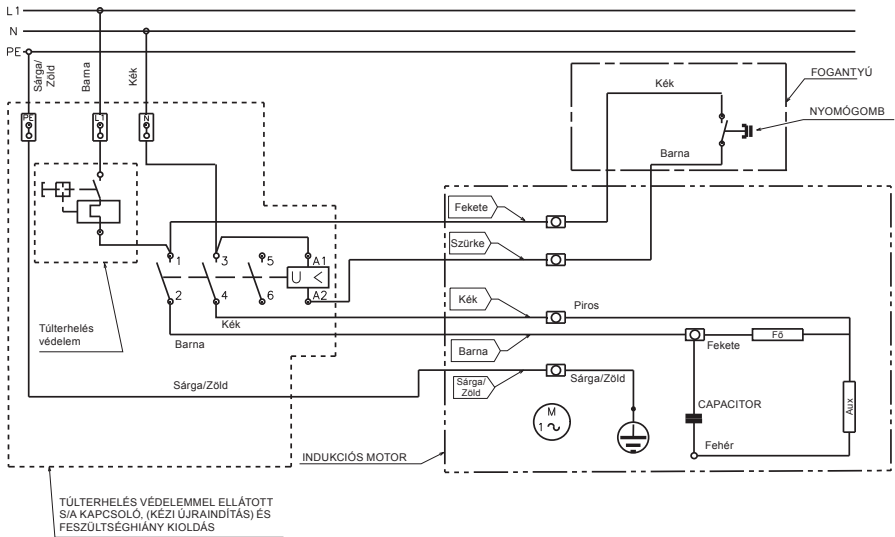 L1
N
PE
Sárga/
Zöld
Barna
Kék
PE
L1
N
FOGANTYÚ
NYOMÓGOMB
Kék
Barna
Fekete
Szürke
1
3
5
A1
U <
2
4
6
A2
Kék
Piros
Kék
Barna
Barna
Fekete
Fő
Túlterhelés
védelem
Sárga/Zöld
Sárga/
Zöld
Sárga/Zöld
M
1 ~
CAPACITOR
Aux
Fehér
INDUKCIÓS MOTOR
TÚLTERHELÉS VÉDELEMMEL ELLÁTOTT
S/A KAPCSOLÓ, (KÉZI ÚJRAINDÍTÁS) ÉS
FESZÜLTSÉGHIÁNY KIOLDÁS